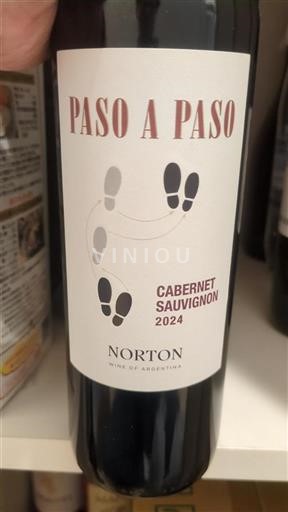 PASO A PASO
VINIOU
CABERNET
SAUVIGNON
2024
NORTON
WINE OF ARGENTINA